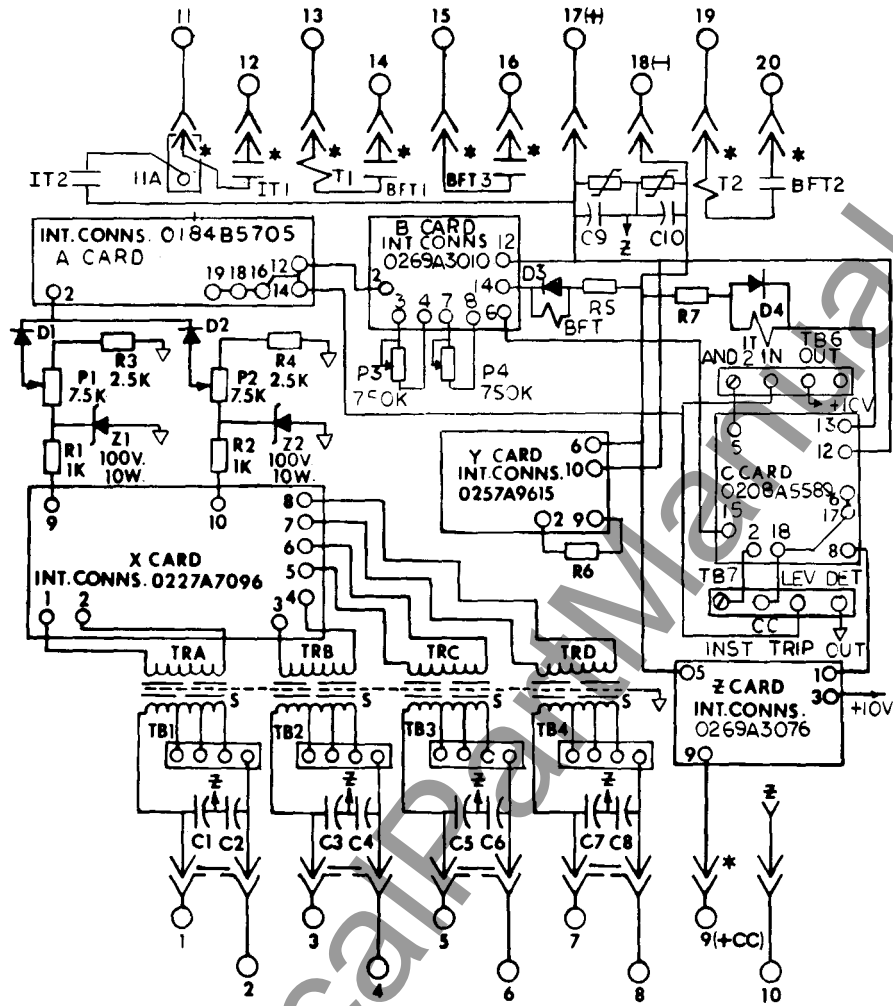 11 13 15 17(+) 19
12 14 16 18(-) 20
* * * * * * *
IT2 11A IT1 T1 BFT1 BFT3 T2 BFT2
C9 Z C10
INT. CONNS. 0184B5705
A CARD
19 18 16 12
2 14
B CARD
INT CONNS
0269A3010
12
2 14
3 4 7 8 6
D3
R5
BFT
R7
D4
IT
TB6
AND 2 IN OUT
+10V
D1 D2
R3
2.5K
R4
2.5K
P1
7.5K
P2
7.5K
P3
750K
P4
750K
R1
1K
Z1
100V.
10W.
R2
1K
Z2
100V.
10W.
Y CARD
INT.CONNS.
0257A9615
6
10
2 9
R6
5 13
12
C CARD
0208A5589
15 6
17
2 18 8
TB7 LEV DET
CC
INST TRIP OUT
9 10
X CARD
INT.CONNS. 0227A7096
8
7
6
5
4
1 2 3
TRA TRB TRC TRD
S S S S
TB1 TB2 TB3 TB4
5 1
3
Z CARD
INT.CONNS.
0269A3076
+10V
9
Z Z Z Z Z
C1 C2 C3 C4 C5 C6 C7 C8
*
1 3 5 7 9(+CC)
2 4 6 8 10